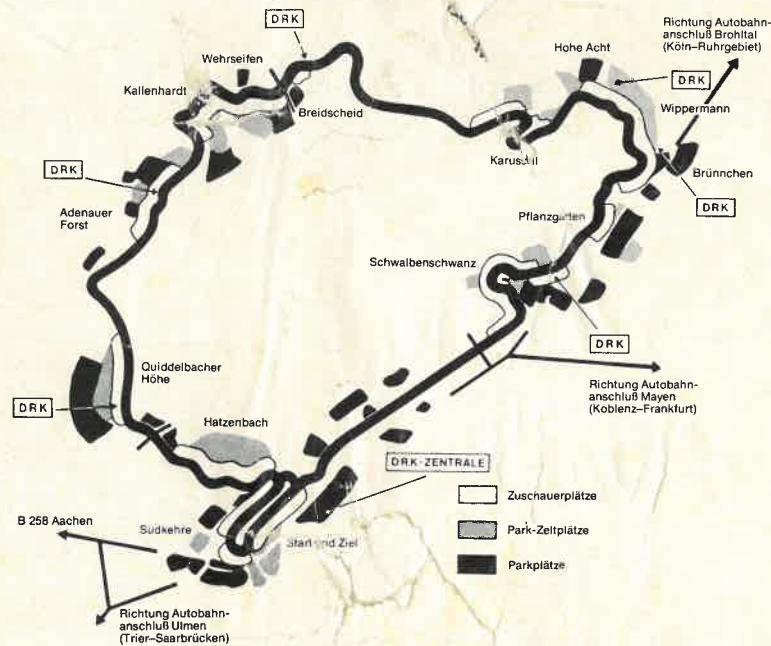 DRK
Richtung Autobahn-
anschluß Brohltal
(Köln–Ruhrgebiet)
Wehrseifen
Hohe Acht
DRK
Kallenhardt
Wippermann
Breidscheid
Karussell
DRK
Brünnchen
DRK
Adenauer
Forst
Pflanzgarten
Schwalbenschwanz
DRK
Quiddelbacher
Höhe
Richtung Autobahn-
anschluß Mayen
(Koblenz–Frankfurt)
DRK
Hatzenbach
DRK-ZENTRALE
Zuschauerplätze
B 258 Aachen
Südkehre
Start und Ziel
Park-Zeltplätze
Parkplätze
Richtung Autobahn-
anschluß Ulmen
(Trier–Saarbrücken)